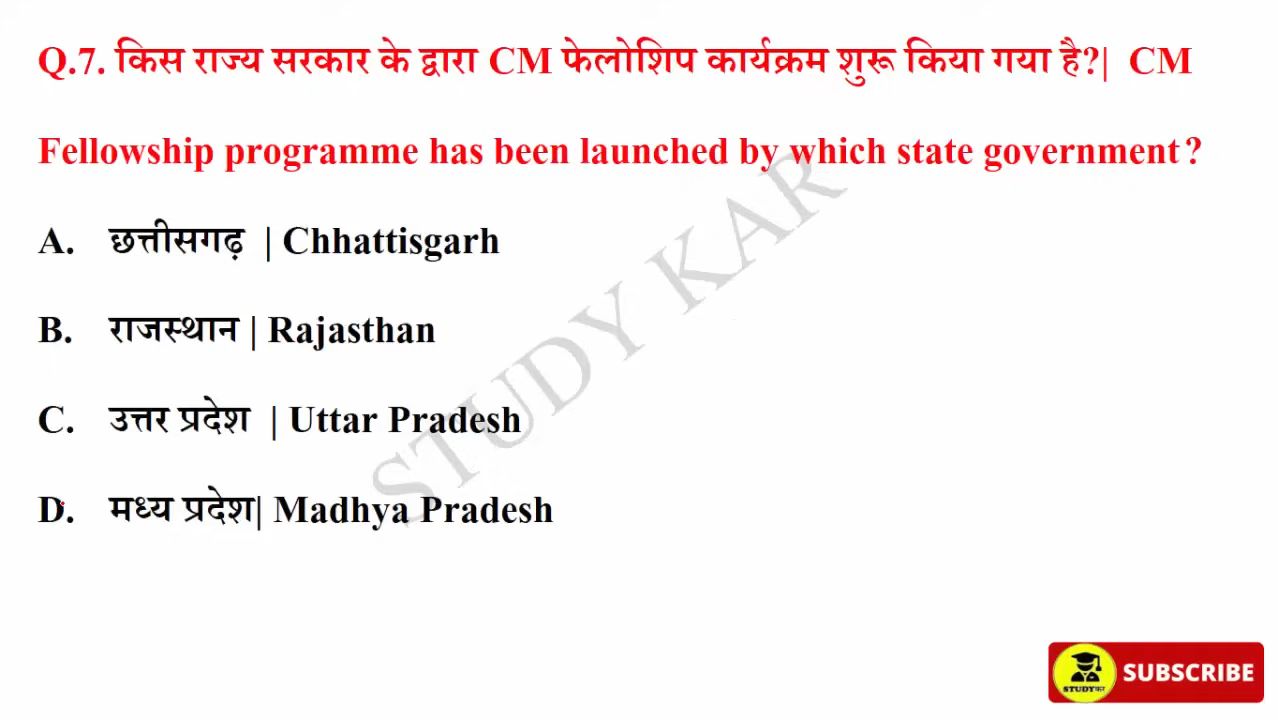 Q.7. किस राज्य सरकार के द्वारा CM फेलोशिप कार्यक्रम शुरू किया गया है?| CM
Fellowship programme has been launched by which state government?
A. छत्तीसगढ़ | Chhattisgarh
B. राजस्थान | Rajasthan
C. उत्तर प्रदेश | Uttar Pradesh
D. मध्य प्रदेश| Madhya Pradesh
STUDY KAR
STUDYकर
SUBSCRIBE